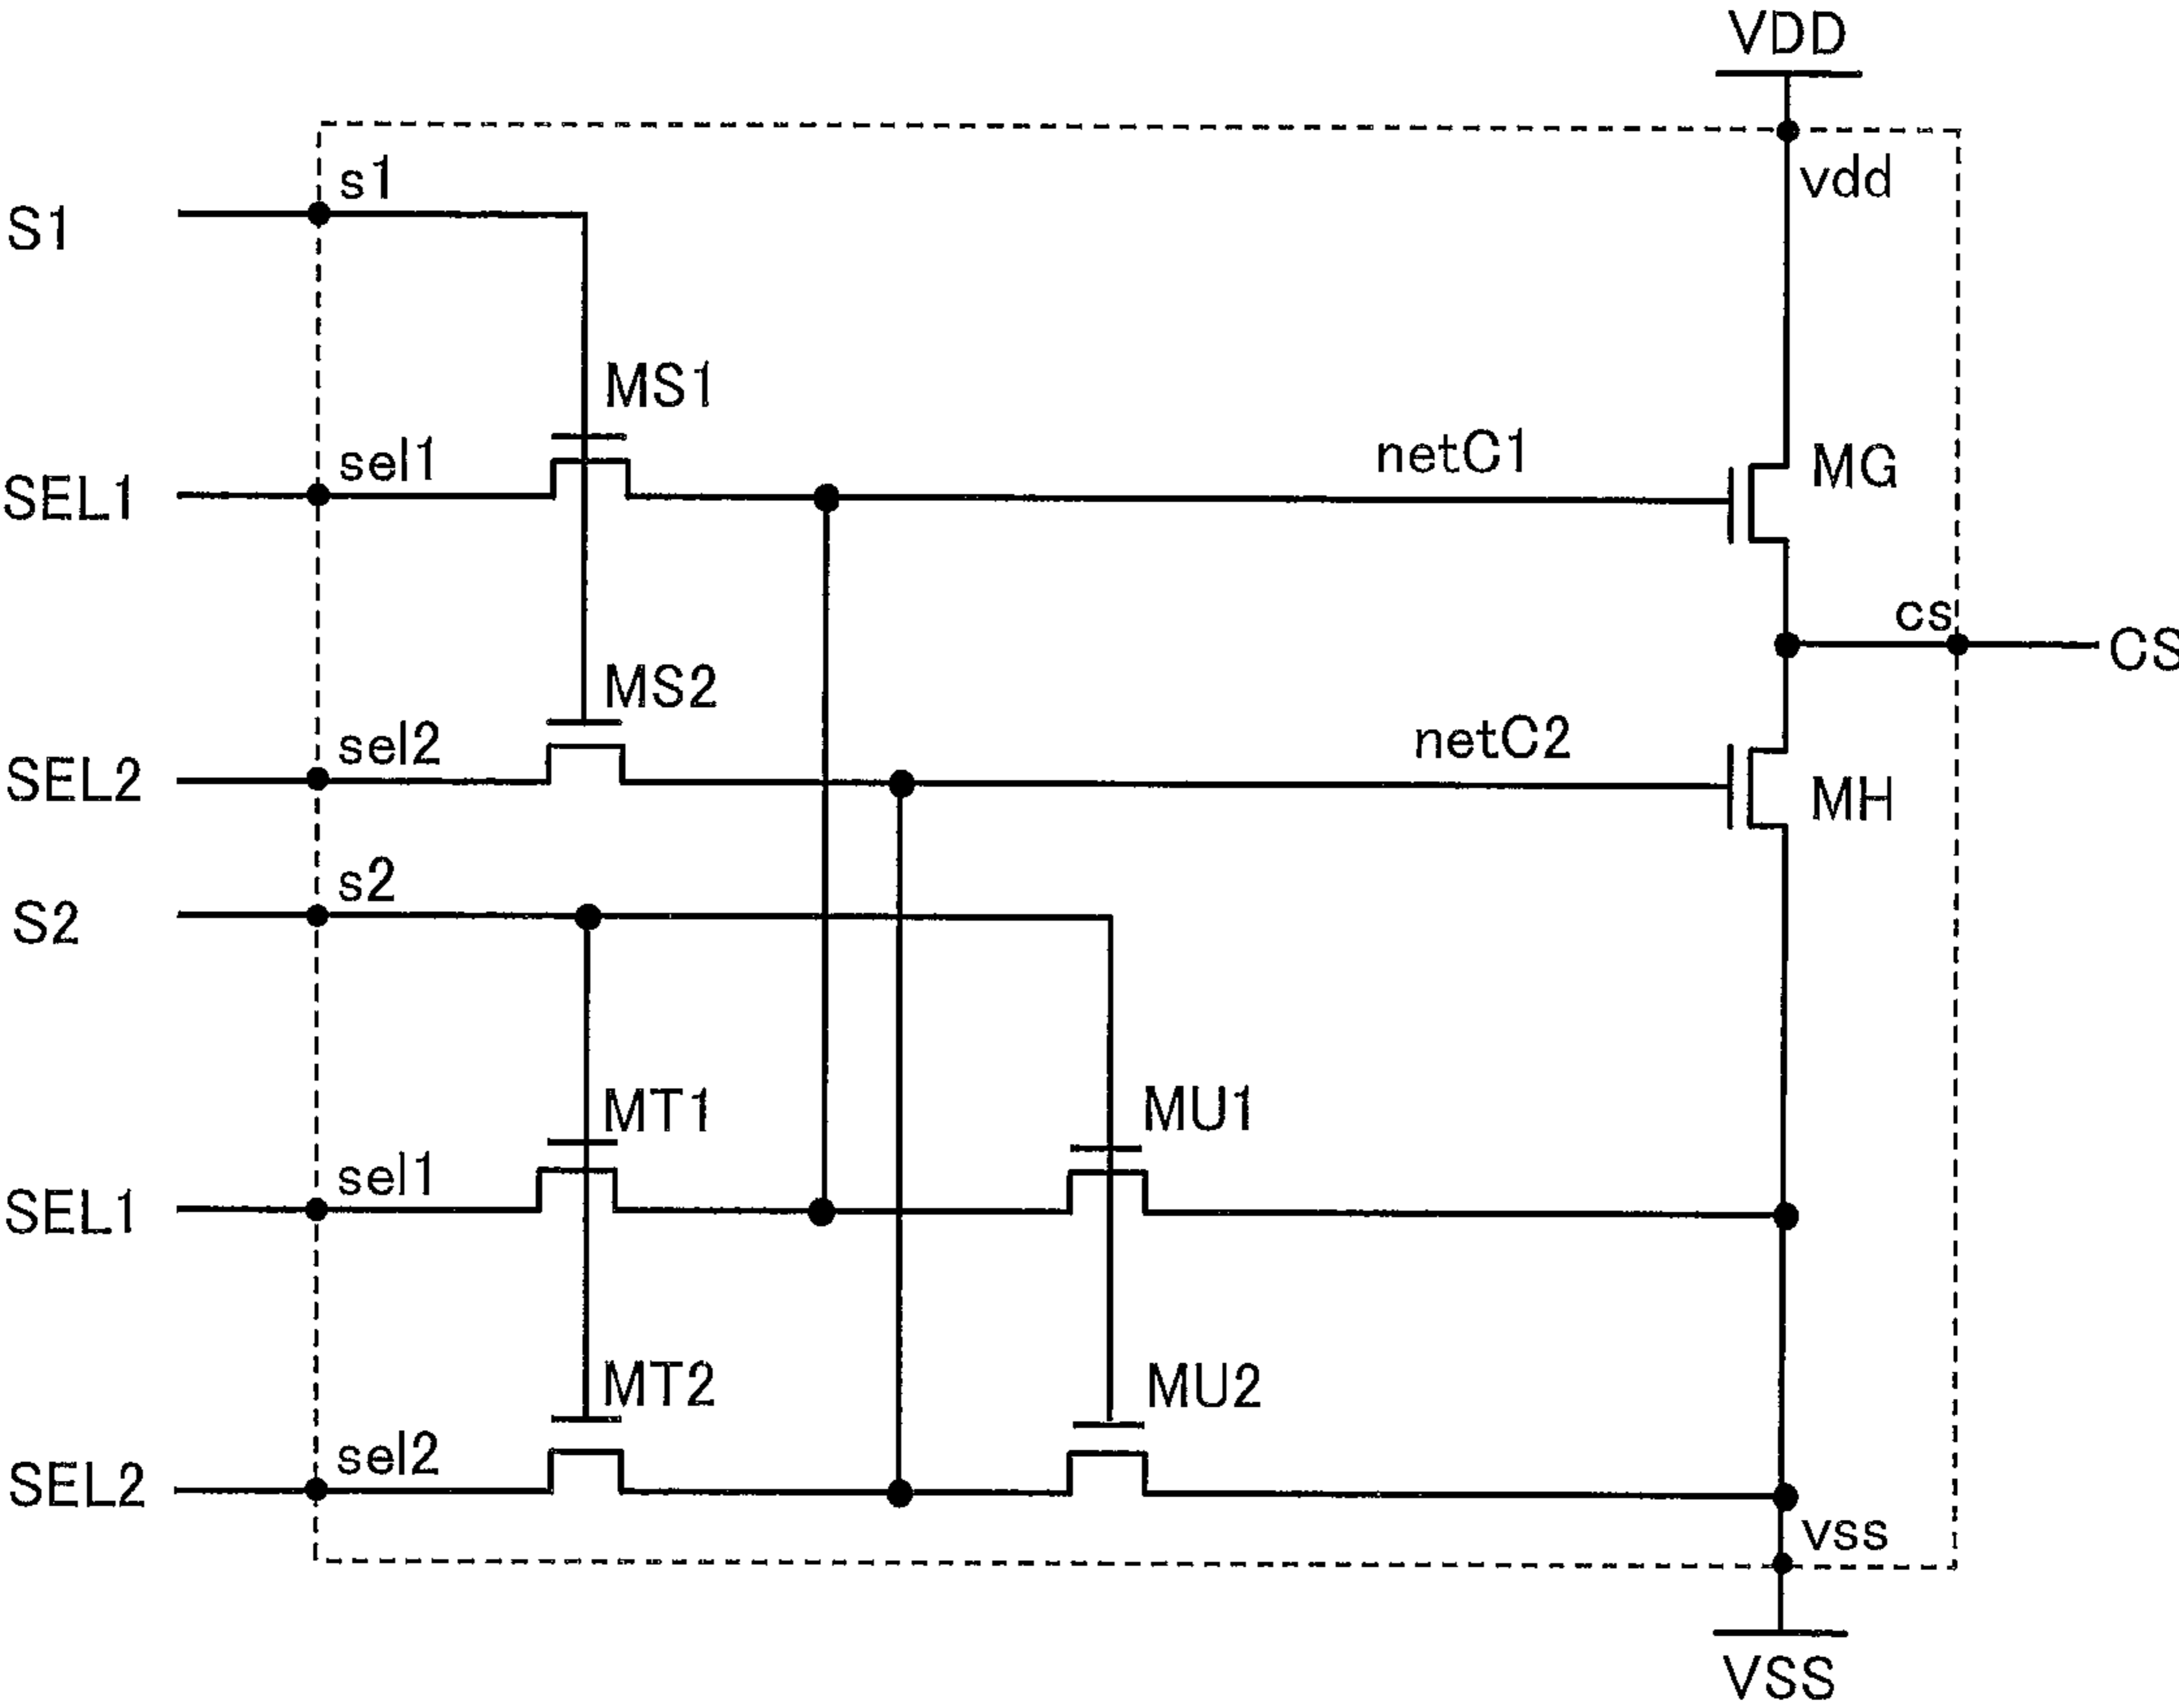 VDD
s1
vdd
S1
MS1
sel1
netC1
MG
SEL1
cs
CS
MS2
sel2
netC2
SEL2
MH
s2
S2
MT1
MU1
sel1
SEL1
MT2
MU2
sel2
SEL2
vss
VSS